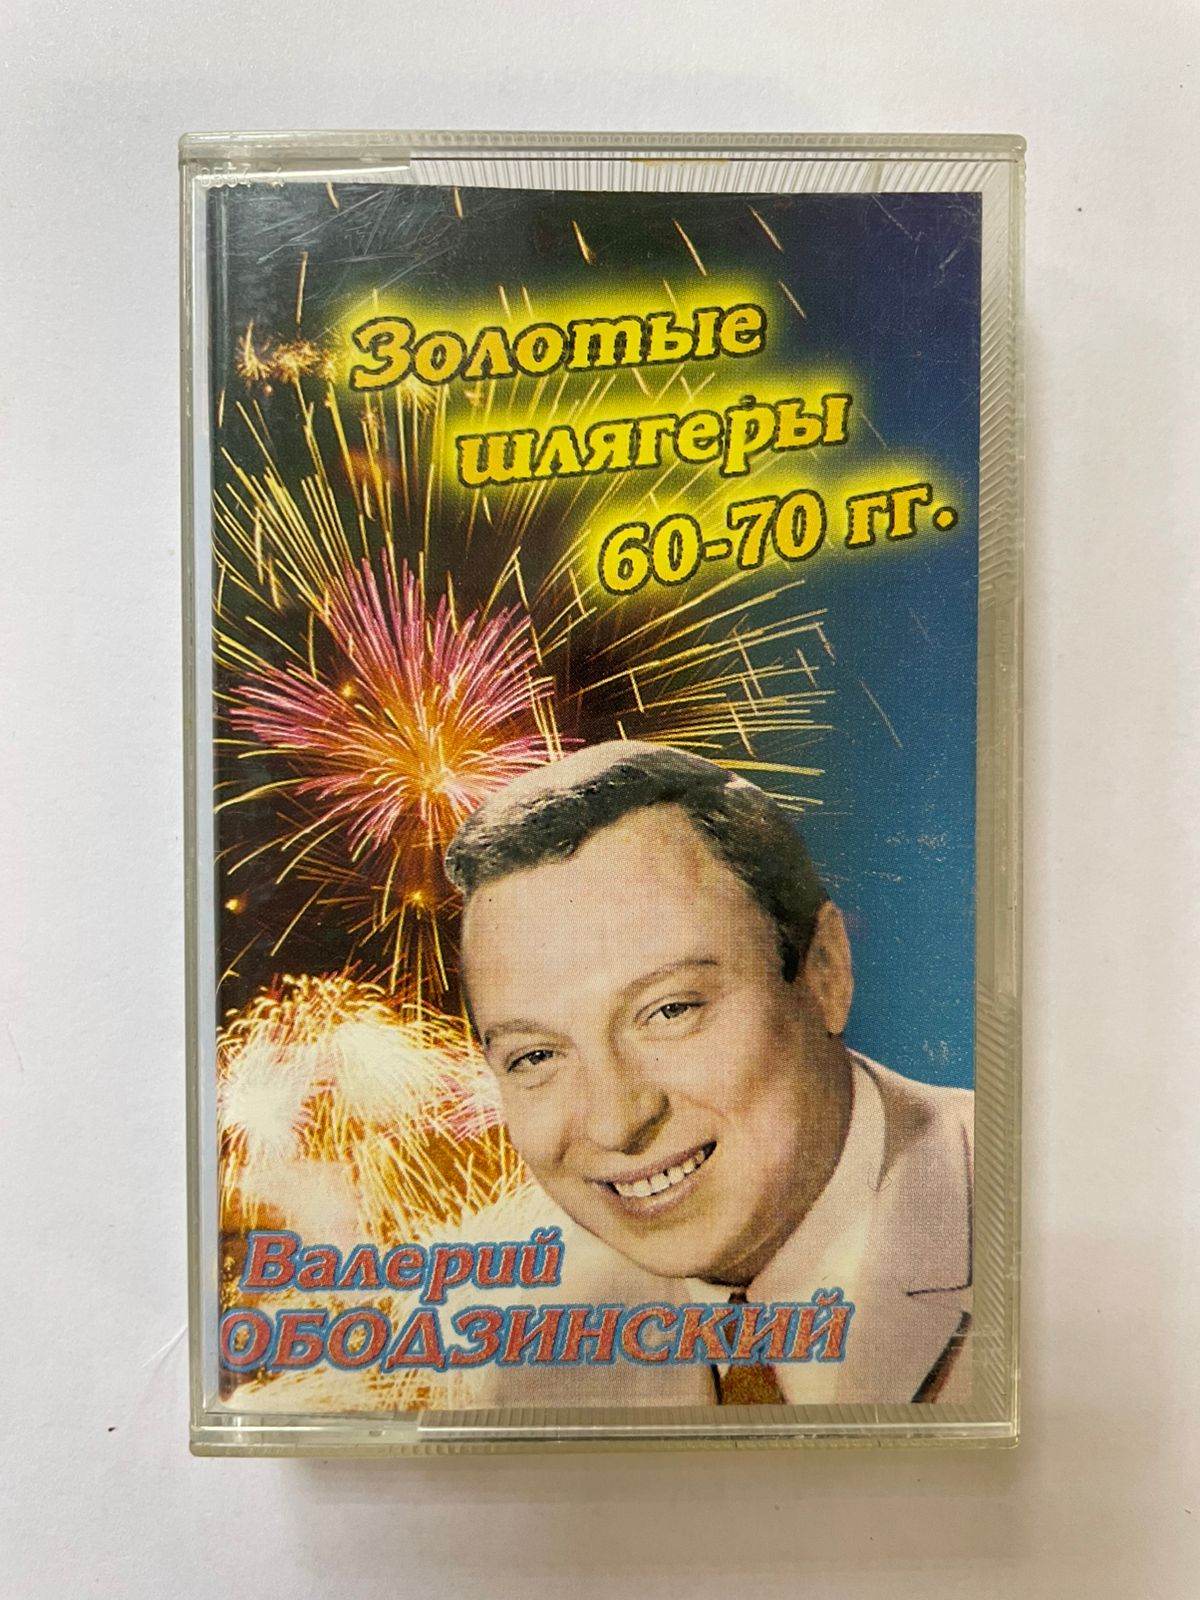 Золотые
шлягеры
60-70 гг.
Валерий
ОБОДЗИНСКИЙ